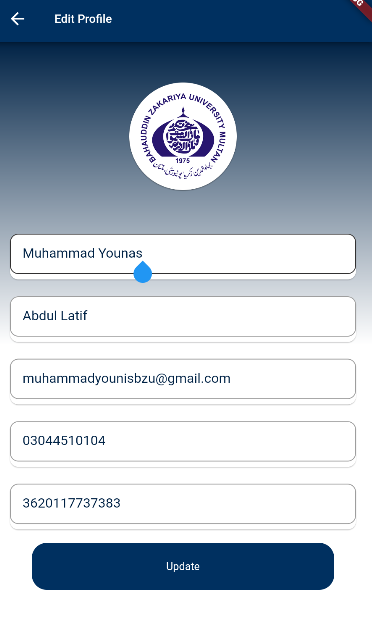 Edit Profile
BAHAUDDIN ZAKARIYA UNIVERSITY MULTAN
1975
Muhammad Younas
Abdul Latif
muhammadyounisbzu@gmail.com
03044510104
3620117737383
Update